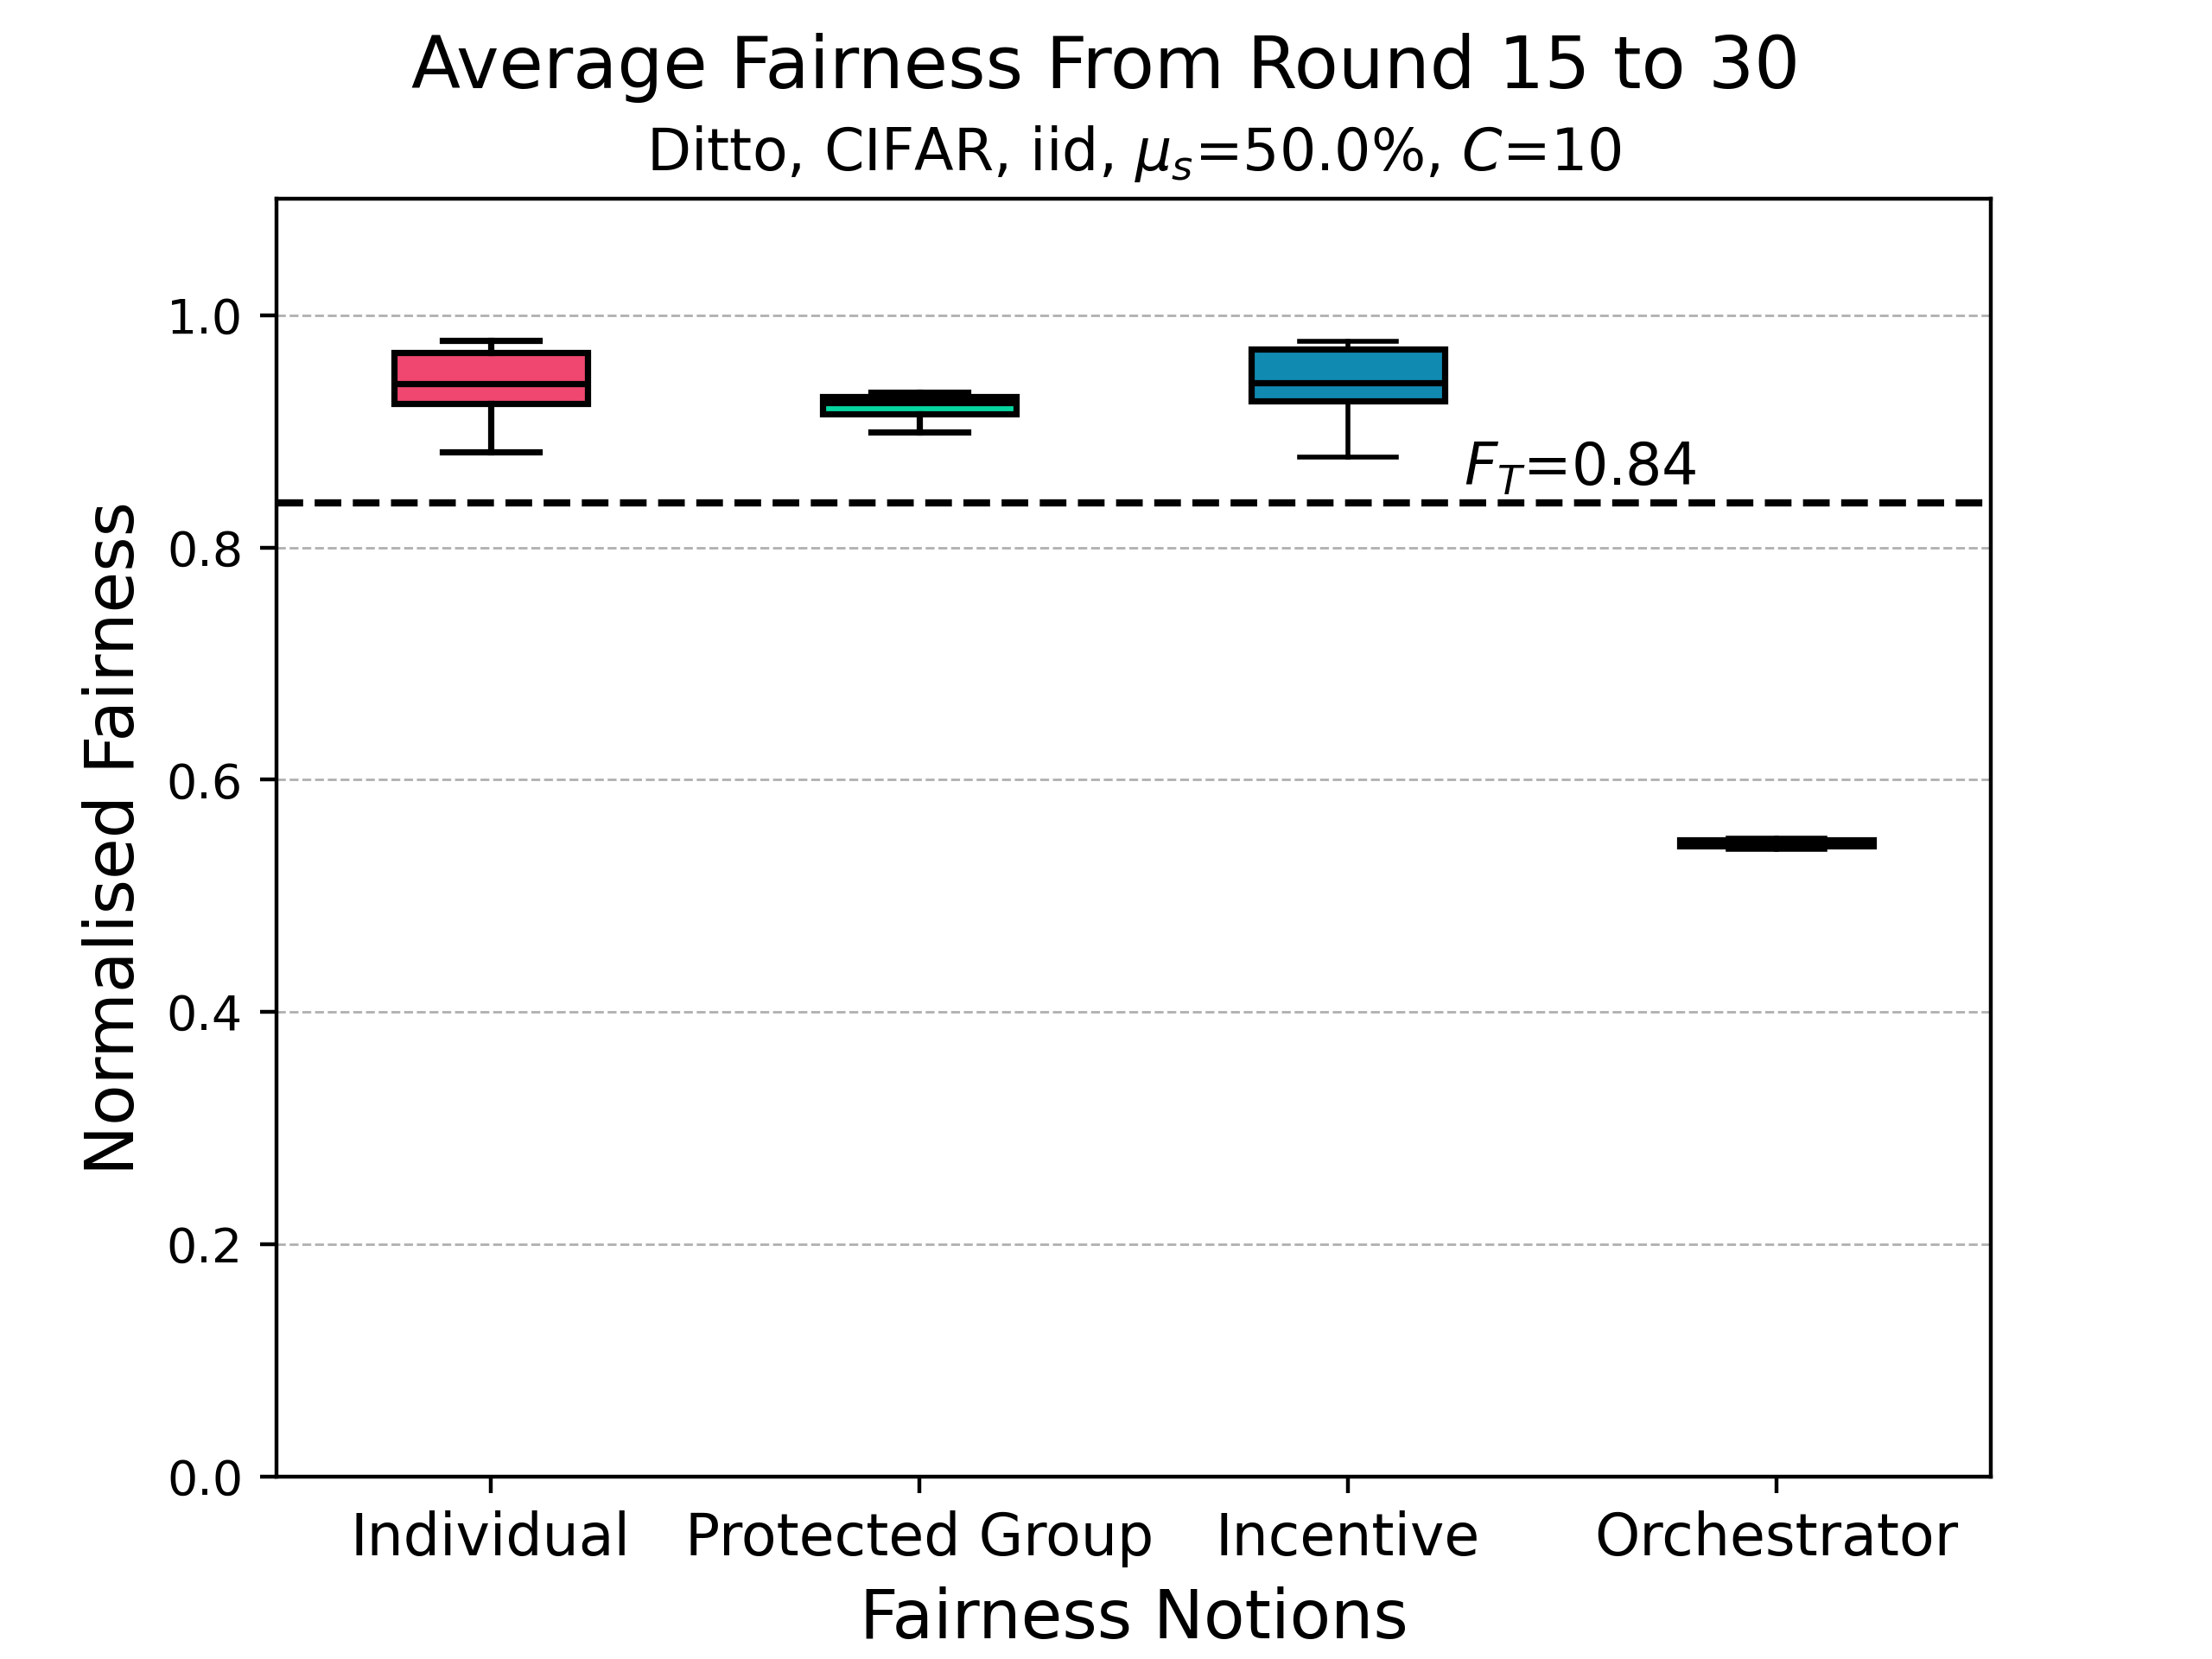 Average Fairness From Round 15 to 30
Ditto, CIFAR, iid, μₛ=50.0%, C=10
Normalised Fairness
1.0
0.8
0.6
0.4
0.2
0.0
F_T=0.84
Individual
Protected Group
Incentive
Orchestrator
Fairness Notions